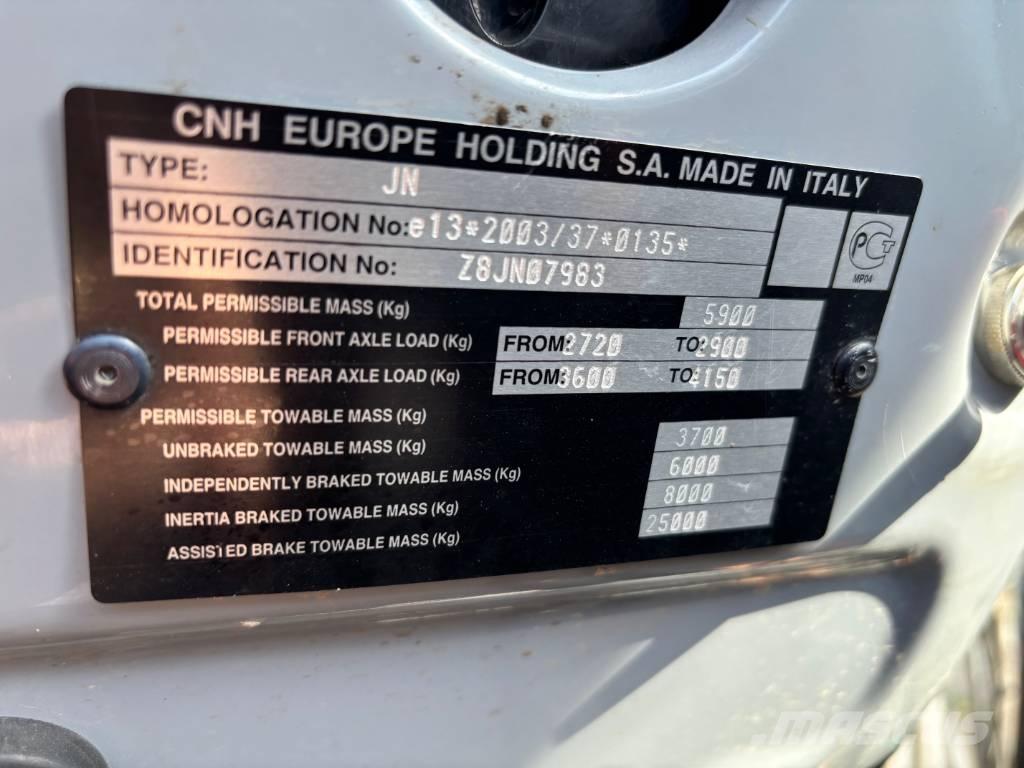 CNH EUROPE HOLDING S.A. MADE IN ITALY
TYPE: JN
HOMOLOGATION No: e13*2003/37*0135*
IDENTIFICATION No: Z8JN07983
PCT
MP04
TOTAL PERMISSIBLE MASS (Kg) 5900
PERMISSIBLE FRONT AXLE LOAD (Kg) FROM: 2720 TO: 2900
PERMISSIBLE REAR AXLE LOAD (Kg) FROM: 3600 TO: 4150
PERMISSIBLE TOWABLE MASS (Kg)
UNBRAKED TOWABLE MASS (Kg) 3700
INDEPENDENTLY BRAKED TOWABLE MASS (Kg) 6000
INERTIA BRAKED TOWABLE MASS (Kg) 8000
ASSISTED BRAKE TOWABLE MASS (Kg) 25000
MASCUS